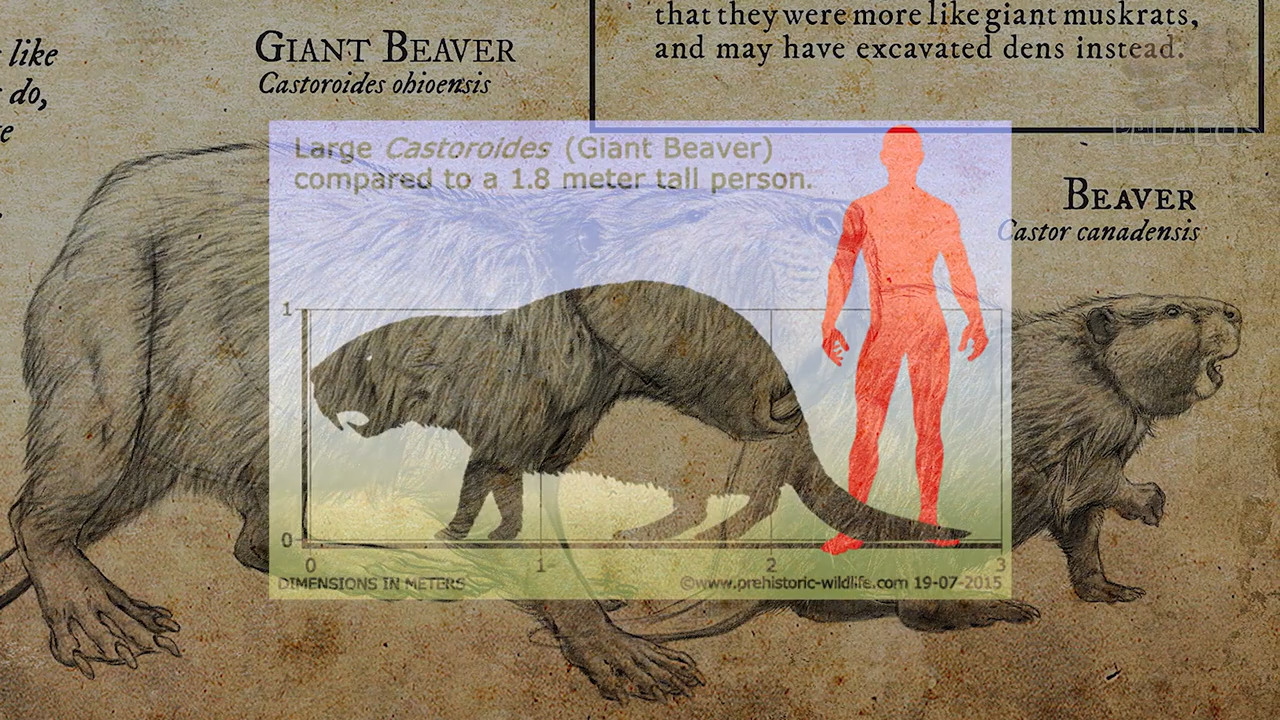 that they were more like giant muskrats,
and may have excavated dens instead.
like
do,
GIANT BEAVER
Castoroides ohioensis
PALAEOS
Large Castoroides (Giant Beaver)
compared to a 1.8 meter tall person.
BEAVER
Castor canadensis
1
0
0 1 2 3
DIMENSIONS IN METERS
©www.prehistoric-wildlife.com 19-07-2015